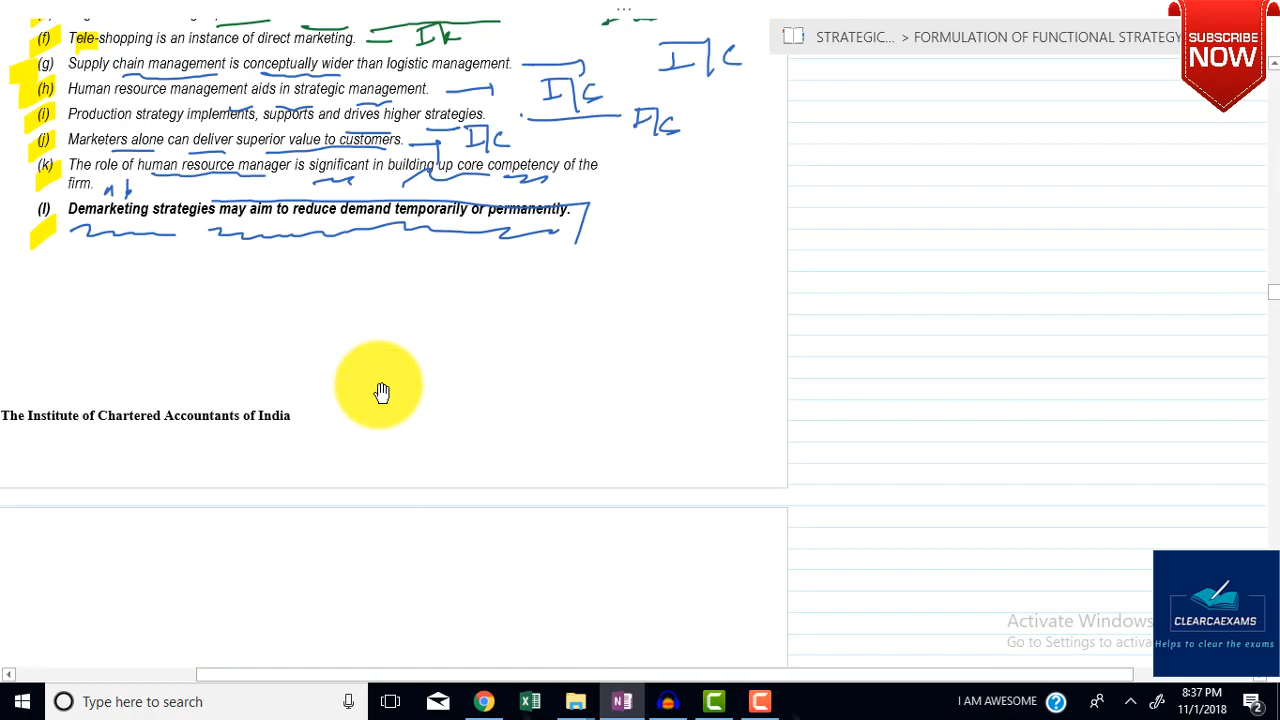 (f) Tele-shopping is an instance of direct marketing.
(g) Supply chain management is conceptually wider than logistic management.
(h) Human resource management aids in strategic management.
(i) Production strategy implements, supports and drives higher strategies.
(j) Marketers alone can deliver superior value to customers.
(k) The role of human resource manager is significant in building up core competency of the
firm.
(l) Demarketing strategies may aim to reduce demand temporarily or permanently.
I|C
I|C
The Institute of Chartered Accountants of India
STRATEGIC... > FORMULATION OF FUNCTIONAL STRATEGY
SUBSCRIBE
NOW
Activate Windows
Go to Settings to activa
CLEARCAEXAMS
Helps to clear the exams
Type here to search
I AM AWESOME
8:37 PM
11/1/2018
2